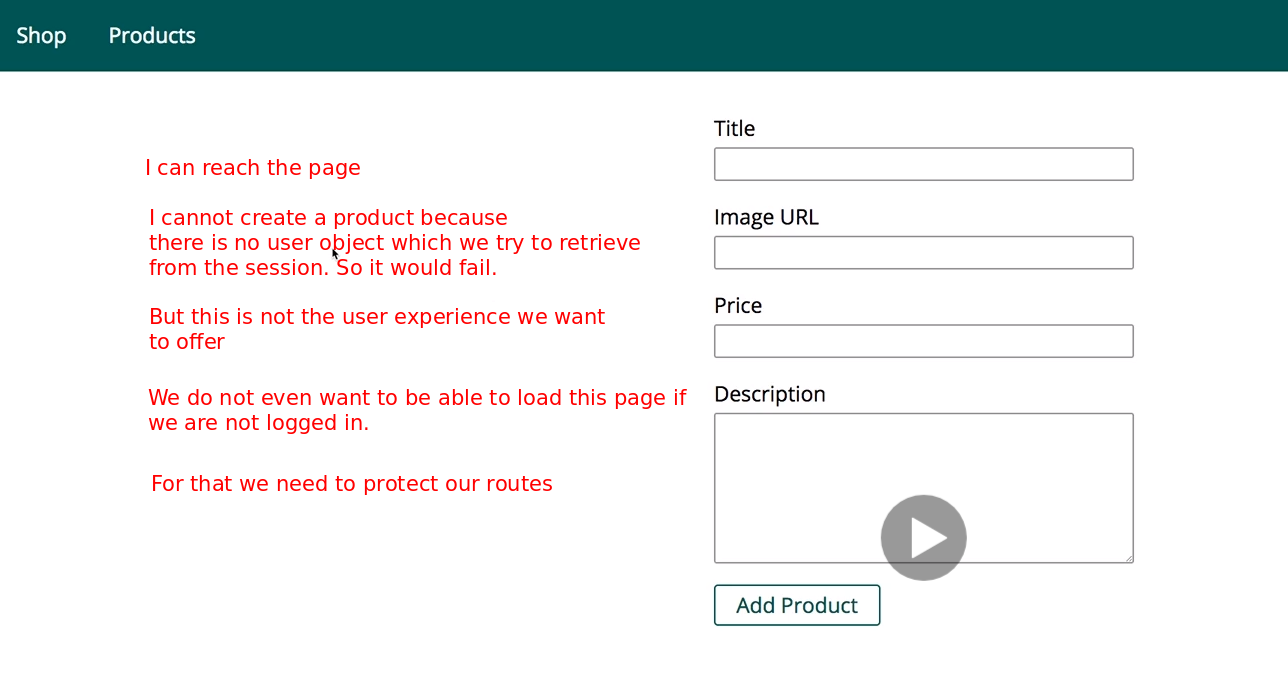 Shop Products
I can reach the page
I cannot create a product because
there is no user object which we try to retrieve
from the session. So it would fail.
But this is not the user experience we want
to offer
We do not even want to be able to load this page if
we are not logged in.
For that we need to protect our routes
Title
Image URL
Price
Description
Add Product